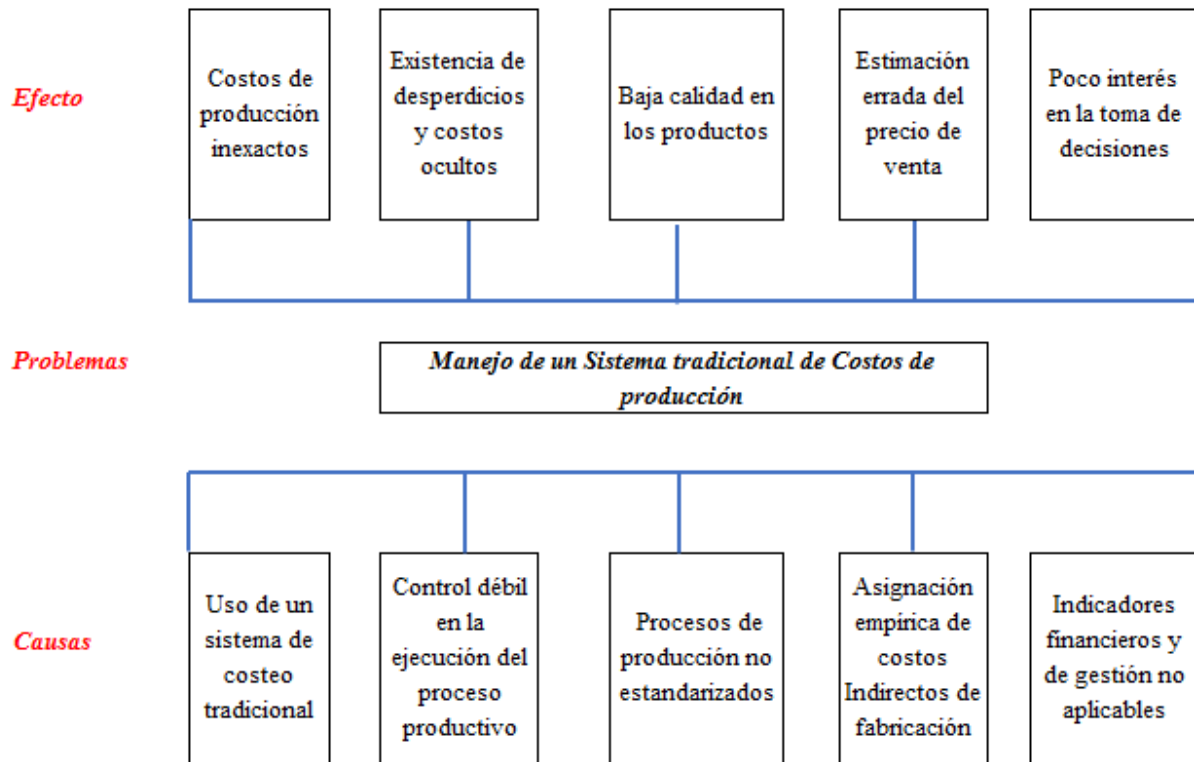 Efecto
Costos de
producción
inexactos
Existencia de
desperdicios
y costos
ocultos
Baja calidad en
los productos
Estimación
errada del
precio de
venta
Poco interés
en la toma de
decisiones
Problemas
Manejo de un Sistema tradicional de Costos de
producción
Causas
Uso de un
sistema de
costeo
tradicional
Control débil
en la
ejecución del
proceso
productivo
Procesos de
producción no
estandarizados
Asignación
empírica de
costos
Indirectos de
fabricación
Indicadores
financieros y
de gestión no
aplicables